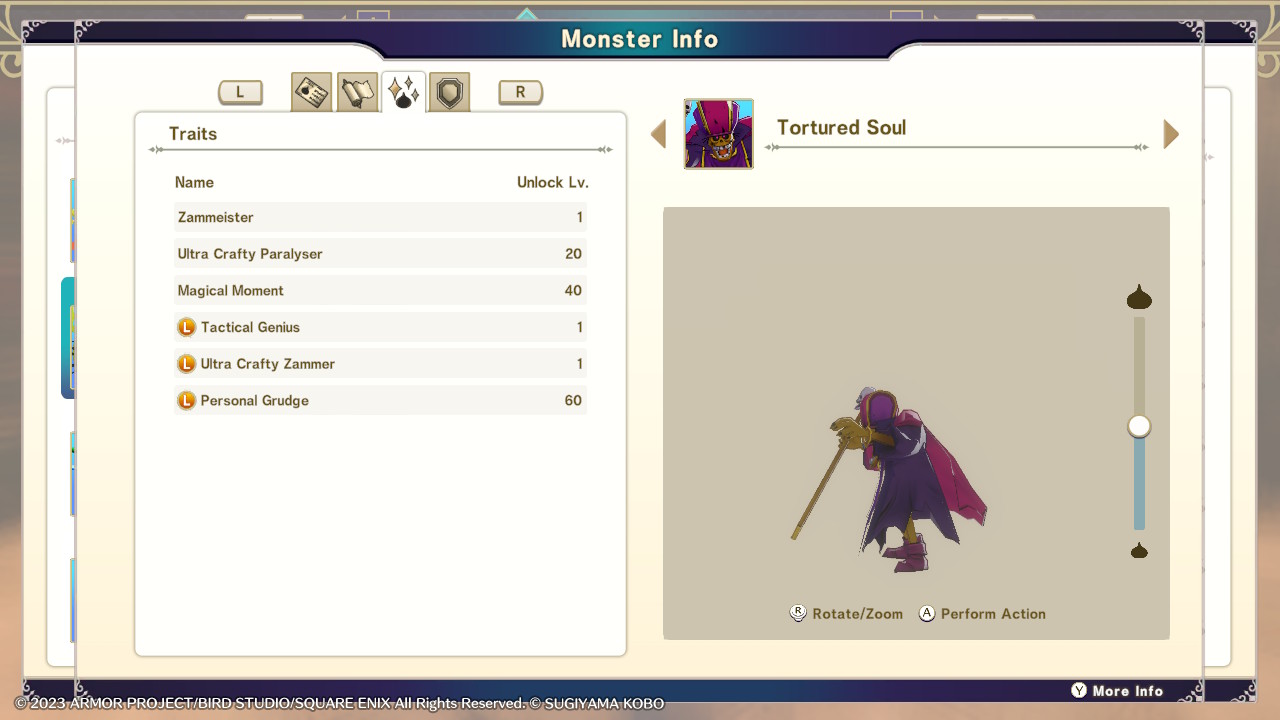 Monster Info
L
R
Traits
Name Unlock Lv.
Zammeister 1
Ultra Crafty Paralyser 20
Magical Moment 40
L Tactical Genius 1
L Ultra Crafty Zammer 1
L Personal Grudge 60
Tortured Soul
R Rotate/Zoom A Perform Action
Y More Info
© 2023 ARMOR PROJECT/BIRD STUDIO/SQUARE ENIX All Rights Reserved. © SUGIYAMA KOBO